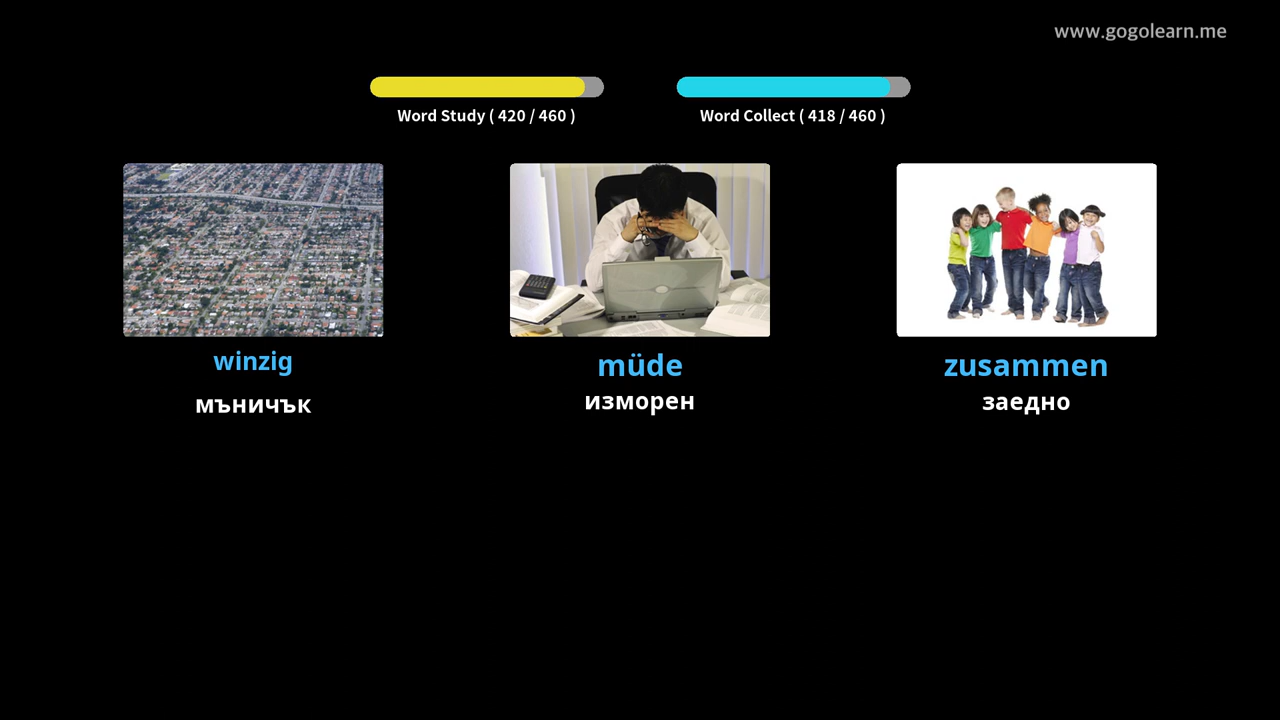 www.gogolearn.me
Word Study ( 420 / 460 )
Word Collect ( 418 / 460 )
winzig
мъничък
müde
изморен
zusammen
заедно